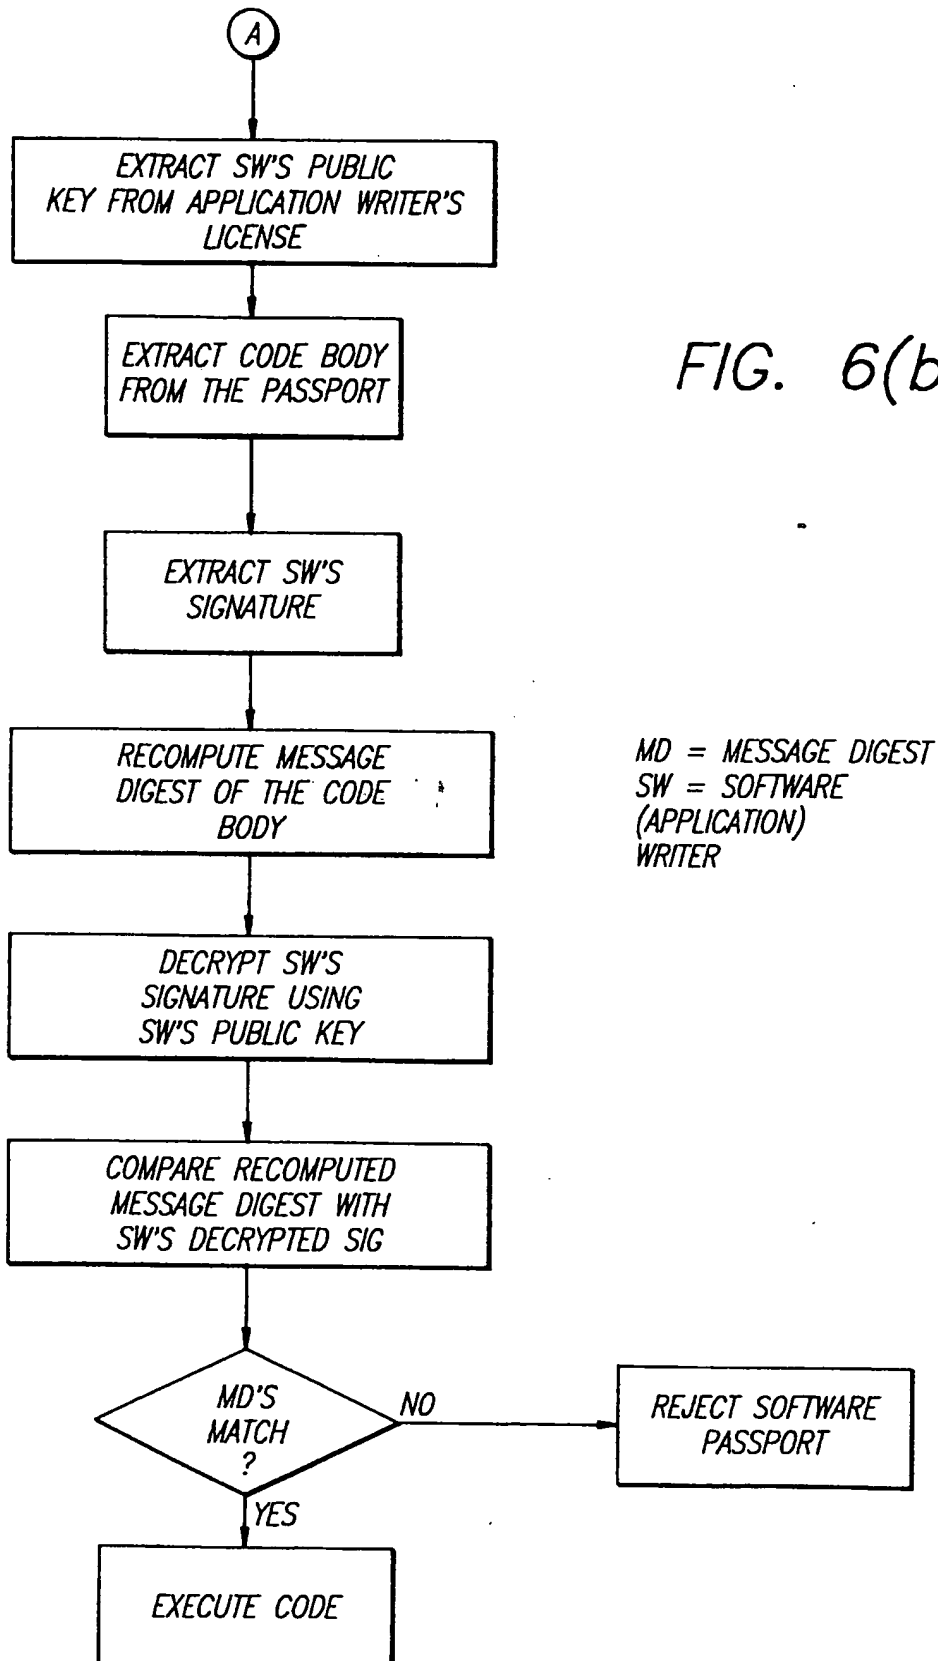 A
EXTRACT SW'S PUBLIC
KEY FROM APPLICATION WRITER'S
LICENSE
EXTRACT CODE BODY
FROM THE PASSPORT
FIG. 6(b
EXTRACT SW'S
SIGNATURE
RECOMPUTE MESSAGE
DIGEST OF THE CODE
BODY
MD = MESSAGE DIGEST
SW = SOFTWARE
(APPLICATION)
WRITER
DECRYPT SW'S
SIGNATURE USING
SW'S PUBLIC KEY
COMPARE RECOMPUTED
MESSAGE DIGEST WITH
SW'S DECRYPTED SIG
MD'S
MATCH
?
NO
REJECT SOFTWARE
PASSPORT
YES
EXECUTE CODE